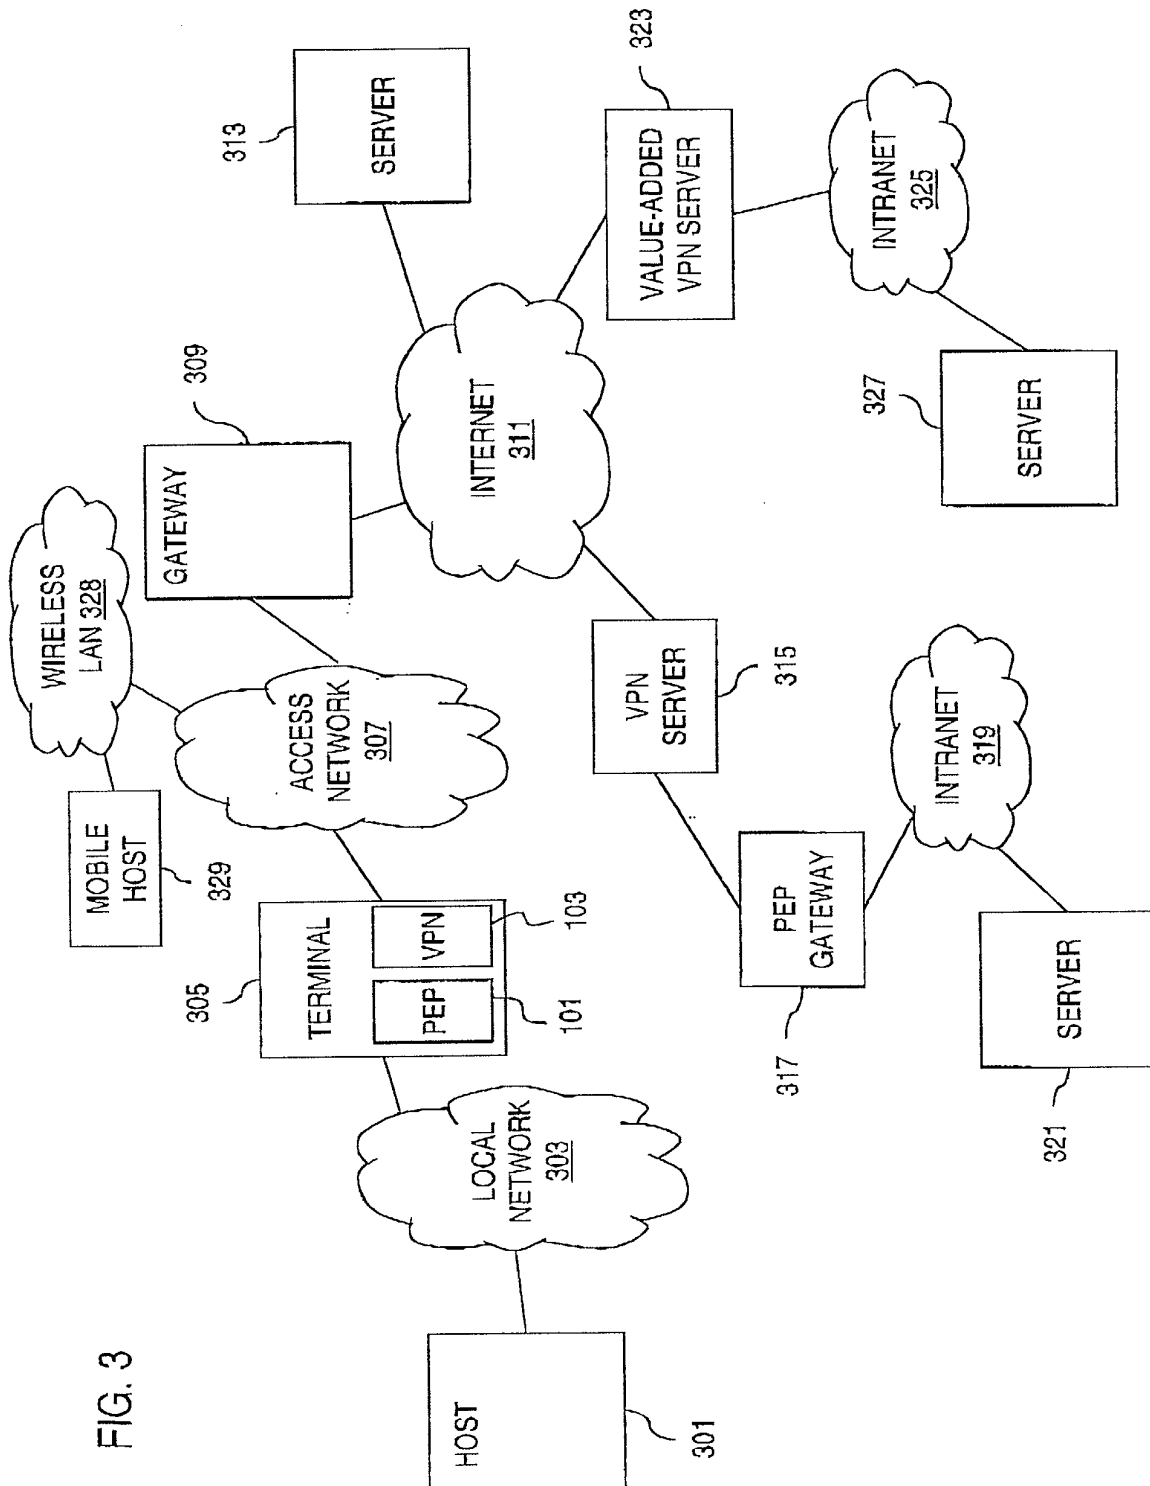 FIG. 3
HOST
301
LOCAL
NETWORK
303
TERMINAL
305
PEP
101
VPN
103
MOBILE
HOST
329
WIRELESS
LAN 328
ACCESS
NETWORK
307
GATEWAY
309
INTERNET
311
SERVER
313
VALUE-ADDED
VPN SERVER
323
INTRANET
325
SERVER
327
VPN
SERVER
315
PEP
GATEWAY
317
INTRANET
319
SERVER
321